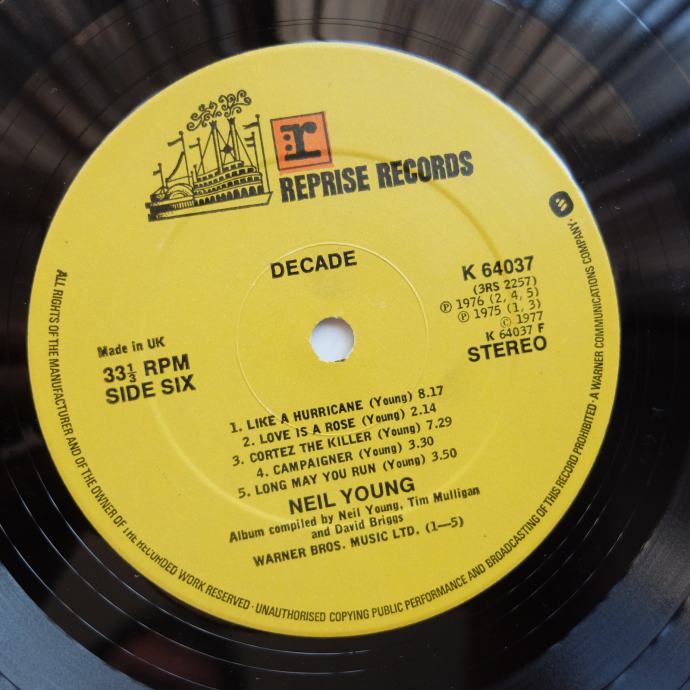 :r
REPRISE RECORDS
DECADE
K 64037
(3RS 2257)
℗ 1976 (2, 4, 5)
℗ 1975 (1, 3)
© 1977
K 64037 F
STEREO
Made in UK
33⅓ RPM
SIDE SIX
1. LIKE A HURRICANE (Young) 8.17
2. LOVE IS A ROSE (Young) 2.14
3. CORTEZ THE KILLER (Young) 7.29
4. CAMPAIGNER (Young) 3.30
5. LONG MAY YOU RUN (Young) 3.50
NEIL YOUNG
Album compiled by Neil Young, Tim Mulligan
and David Briggs
WARNER BROS. MUSIC LTD. (1—5)
ALL RIGHTS OF THE MANUFACTURER AND OF THE OWNER OF THE RECORDED WORK RESERVED · UNAUTHORISED COPYING PUBLIC PERFORMANCE AND BROADCASTING OF THIS RECORD PROHIBITED · A WARNER COMMUNICATIONS COMPANY ·